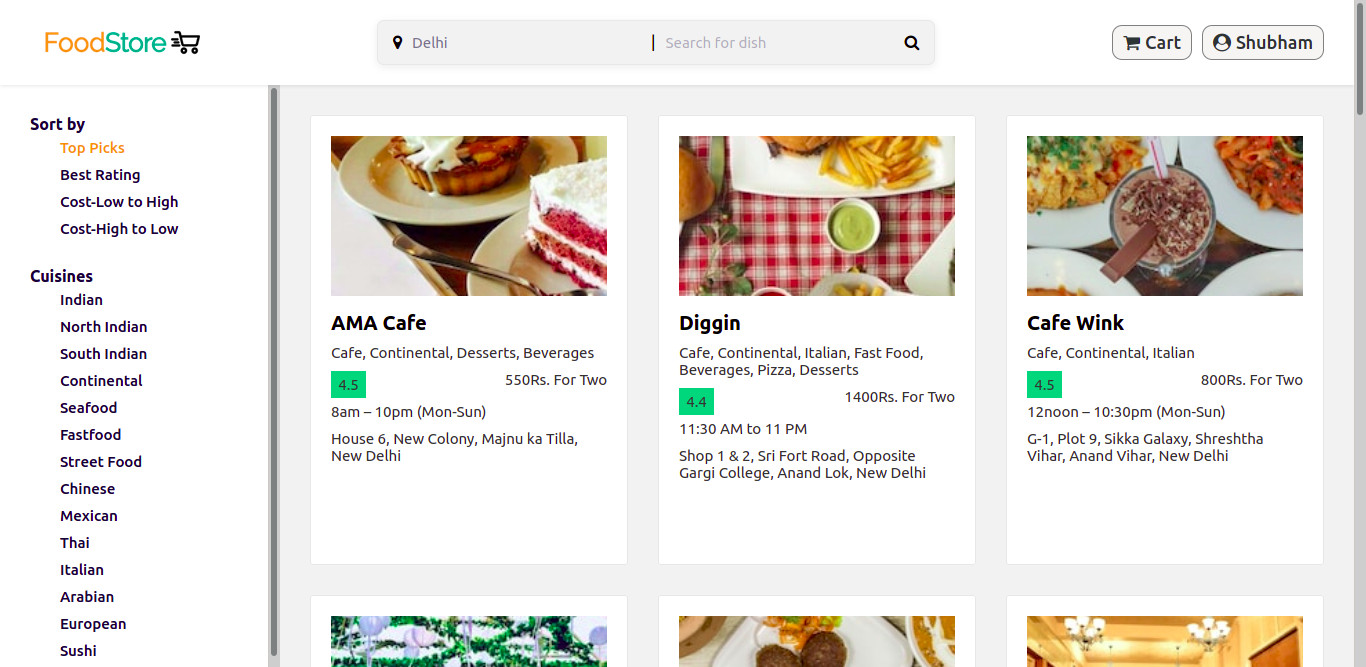 FoodStore
Delhi
Search for dish
Cart
Shubham
Sort by
Top Picks
Best Rating
Cost-Low to High
Cost-High to Low
Cuisines
Indian
North Indian
South Indian
Continental
Seafood
Fastfood
Street Food
Chinese
Mexican
Thai
Italian
Arabian
European
Sushi
AMA Cafe
Cafe, Continental, Desserts, Beverages
4.5
550Rs. For Two
8am – 10pm (Mon-Sun)
House 6, New Colony, Majnu ka Tilla,
New Delhi
Diggin
Cafe, Continental, Italian, Fast Food,
Beverages, Pizza, Desserts
4.4
1400Rs. For Two
11:30 AM to 11 PM
Shop 1 & 2, Sri Fort Road, Opposite
Gargi College, Anand Lok, New Delhi
Cafe Wink
Cafe, Continental, Italian
4.5
800Rs. For Two
12noon – 10:30pm (Mon-Sun)
G-1, Plot 9, Sikka Galaxy, Shreshtha
Vihar, Anand Vihar, New Delhi